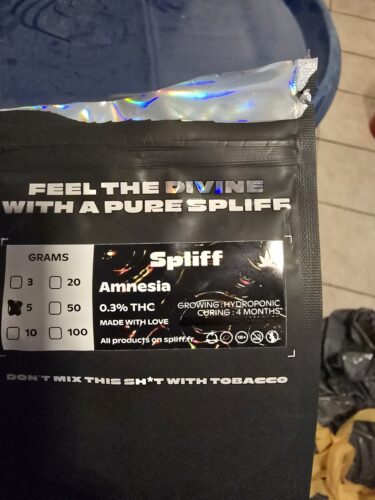 FEEL THE DIVINE
WITH A PURE SPLIFF
GRAMS
3
20
5
50
10
100
Spliff
Amnesia
0.3% THC
MADE WITH LOVE
GROWING : HYDROPONIC
CURING : 4 MONTHS
All products on spliff.fr
18+
DON'T MIX THIS SH*T WITH TOBACCO